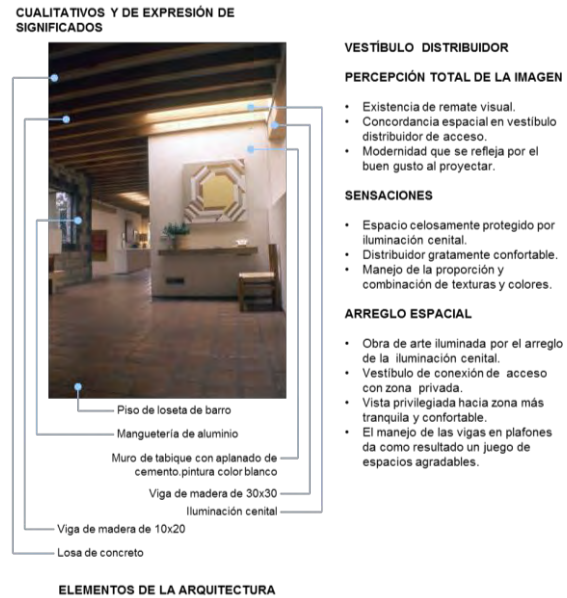 CUALITATIVOS Y DE EXPRESIÓN DE
SIGNIFICADOS
VESTÍBULO DISTRIBUIDOR
PERCEPCIÓN TOTAL DE LA IMAGEN
• Existencia de remate visual.
• Concordancia espacial en vestíbulo
distribuidor de acceso.
• Modernidad que se refleja por el
buen gusto al proyectar.
SENSACIONES
• Espacio celosamente protegido por
iluminación cenital.
• Distribuidor gratamente confortable.
• Manejo de la proporción y
combinación de texturas y colores.
ARREGLO ESPACIAL
• Obra de arte iluminada por el arreglo
de la iluminación cenital.
• Vestíbulo de conexión de acceso
con zona privada.
• Vista privilegiada hacia zona más
tranquila y confortable.
• El manejo de las vigas en plafones
da como resultado un juego de
espacios agradables.
Piso de loseta de barro
Manguetería de aluminio
Muro de tabique con aplanado de
cemento.pintura color blanco
Viga de madera de 30x30
Iluminación cenital
Viga de madera de 10x20
Losa de concreto
ELEMENTOS DE LA ARQUITECTURA